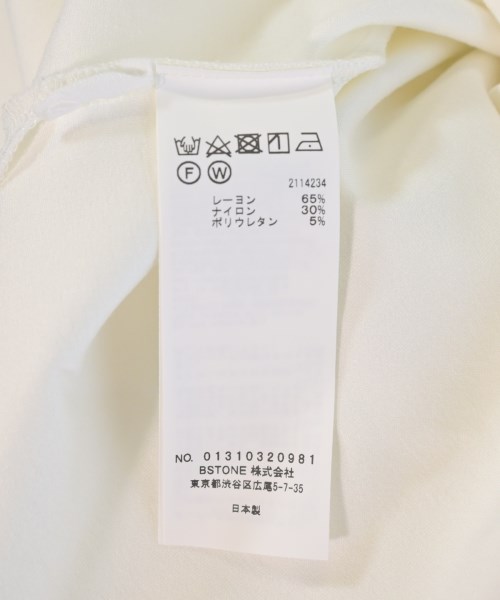 F W
2114234
レーヨン 65%
ナイロン 30%
ポリウレタン 5%
NO. 01310320981
BSTONE 株式会社
東京都渋谷区広尾5-7-35
日本製